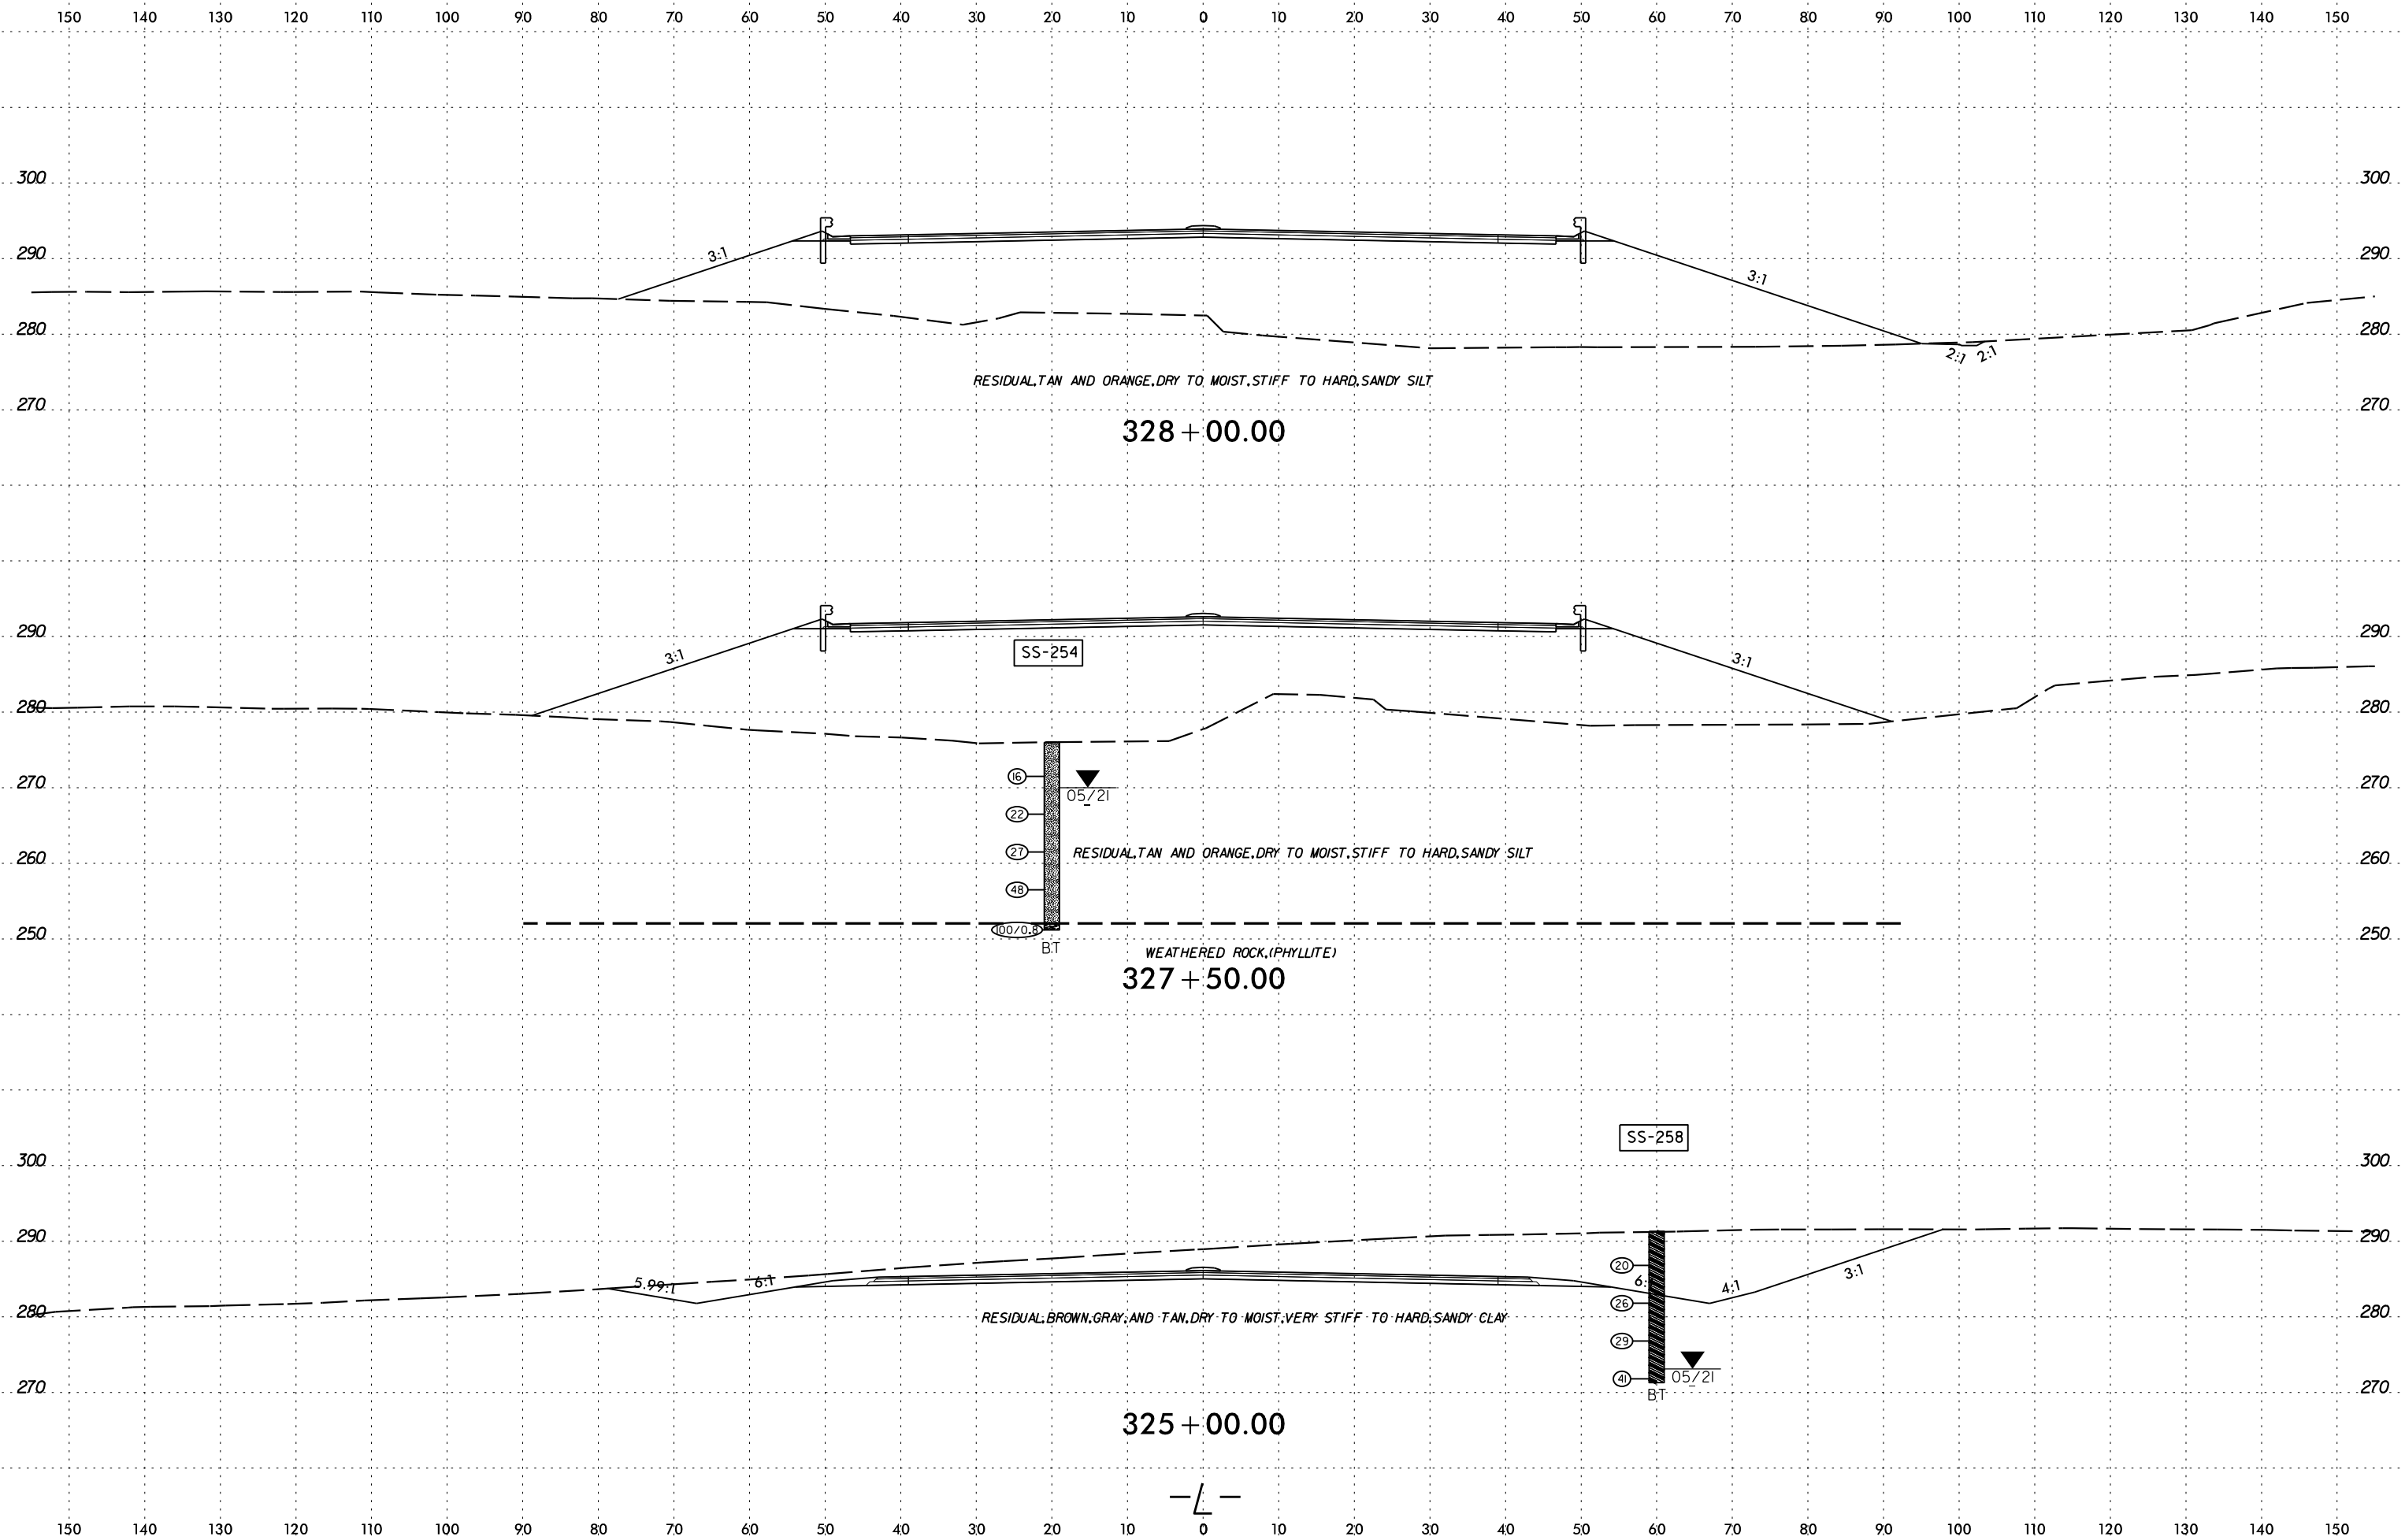 150 140 130 120 110 100 90 80 70 60 50 40 30 20 10 0 10 20 30 40 50 60 70 80 90 100 110 120 130 140 150
300 300
290 3:1 3:1 290
280 280
2:1 2:1
RESIDUAL,TAN AND ORANGE,DRY TO MOIST,STIFF TO HARD,SANDY SILT
270 270
328+00.00
290 290
SS-254
3:1 3:1
280 280
16
270 270
05/21
22
27 RESIDUAL,TAN AND ORANGE,DRY TO MOIST,STIFF TO HARD,SANDY SILT
260 260
48
100/0.8
250 250
BT
WEATHERED ROCK,(PHYLLITE)
327+50.00
SS-258
300 300
290 290
20
5.99:1 6:1 6: 4:1 3:1
26
280 280
RESIDUAL,BROWN,GRAY,AND TAN,DRY TO MOIST,VERY STIFF TO HARD,SANDY CLAY
29
41 05/21
270 270
BT
325+00.00
-L-
150 140 130 120 110 100 90 80 70 60 50 40 30 20 10 0 10 20 30 40 50 60 70 80 90 100 110 120 130 140 150